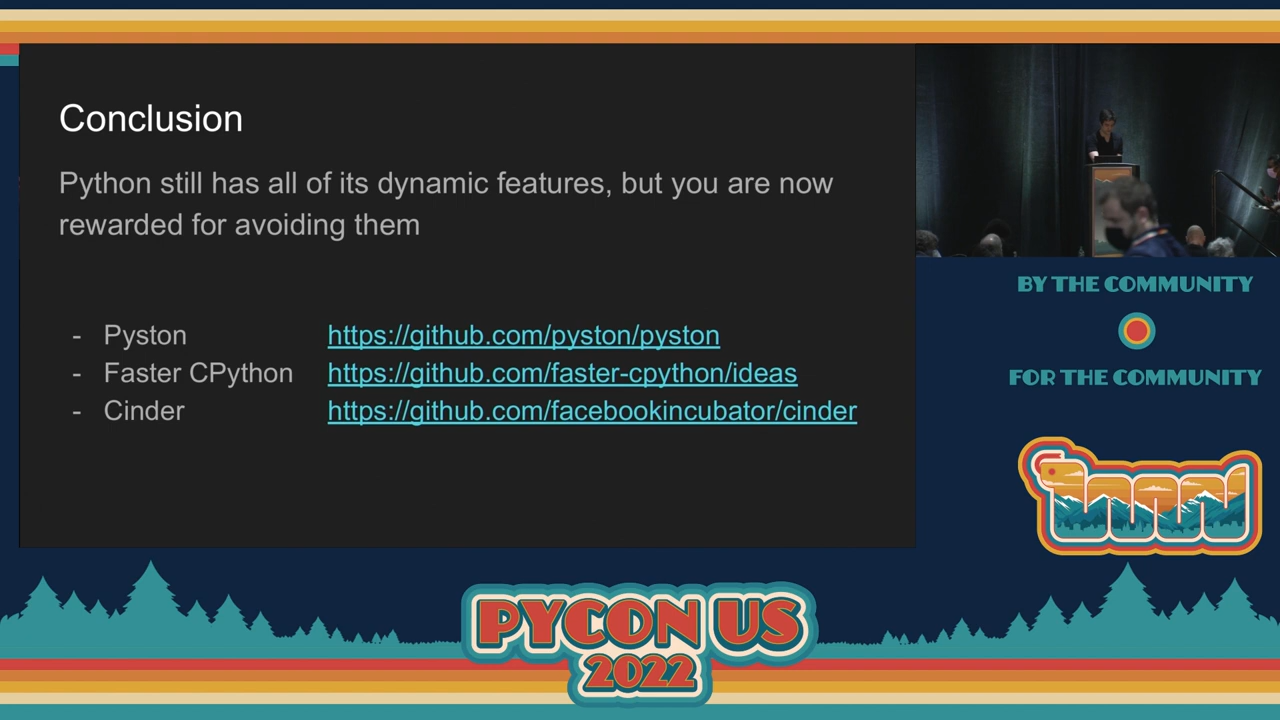 Conclusion
Python still has all of its dynamic features, but you are now
rewarded for avoiding them
- Pyston https://github.com/pyston/pyston
- Faster CPython https://github.com/faster-cpython/ideas
- Cinder https://github.com/facebookincubator/cinder
BY THE COMMUNITY
FOR THE COMMUNITY
PYCON US
2022